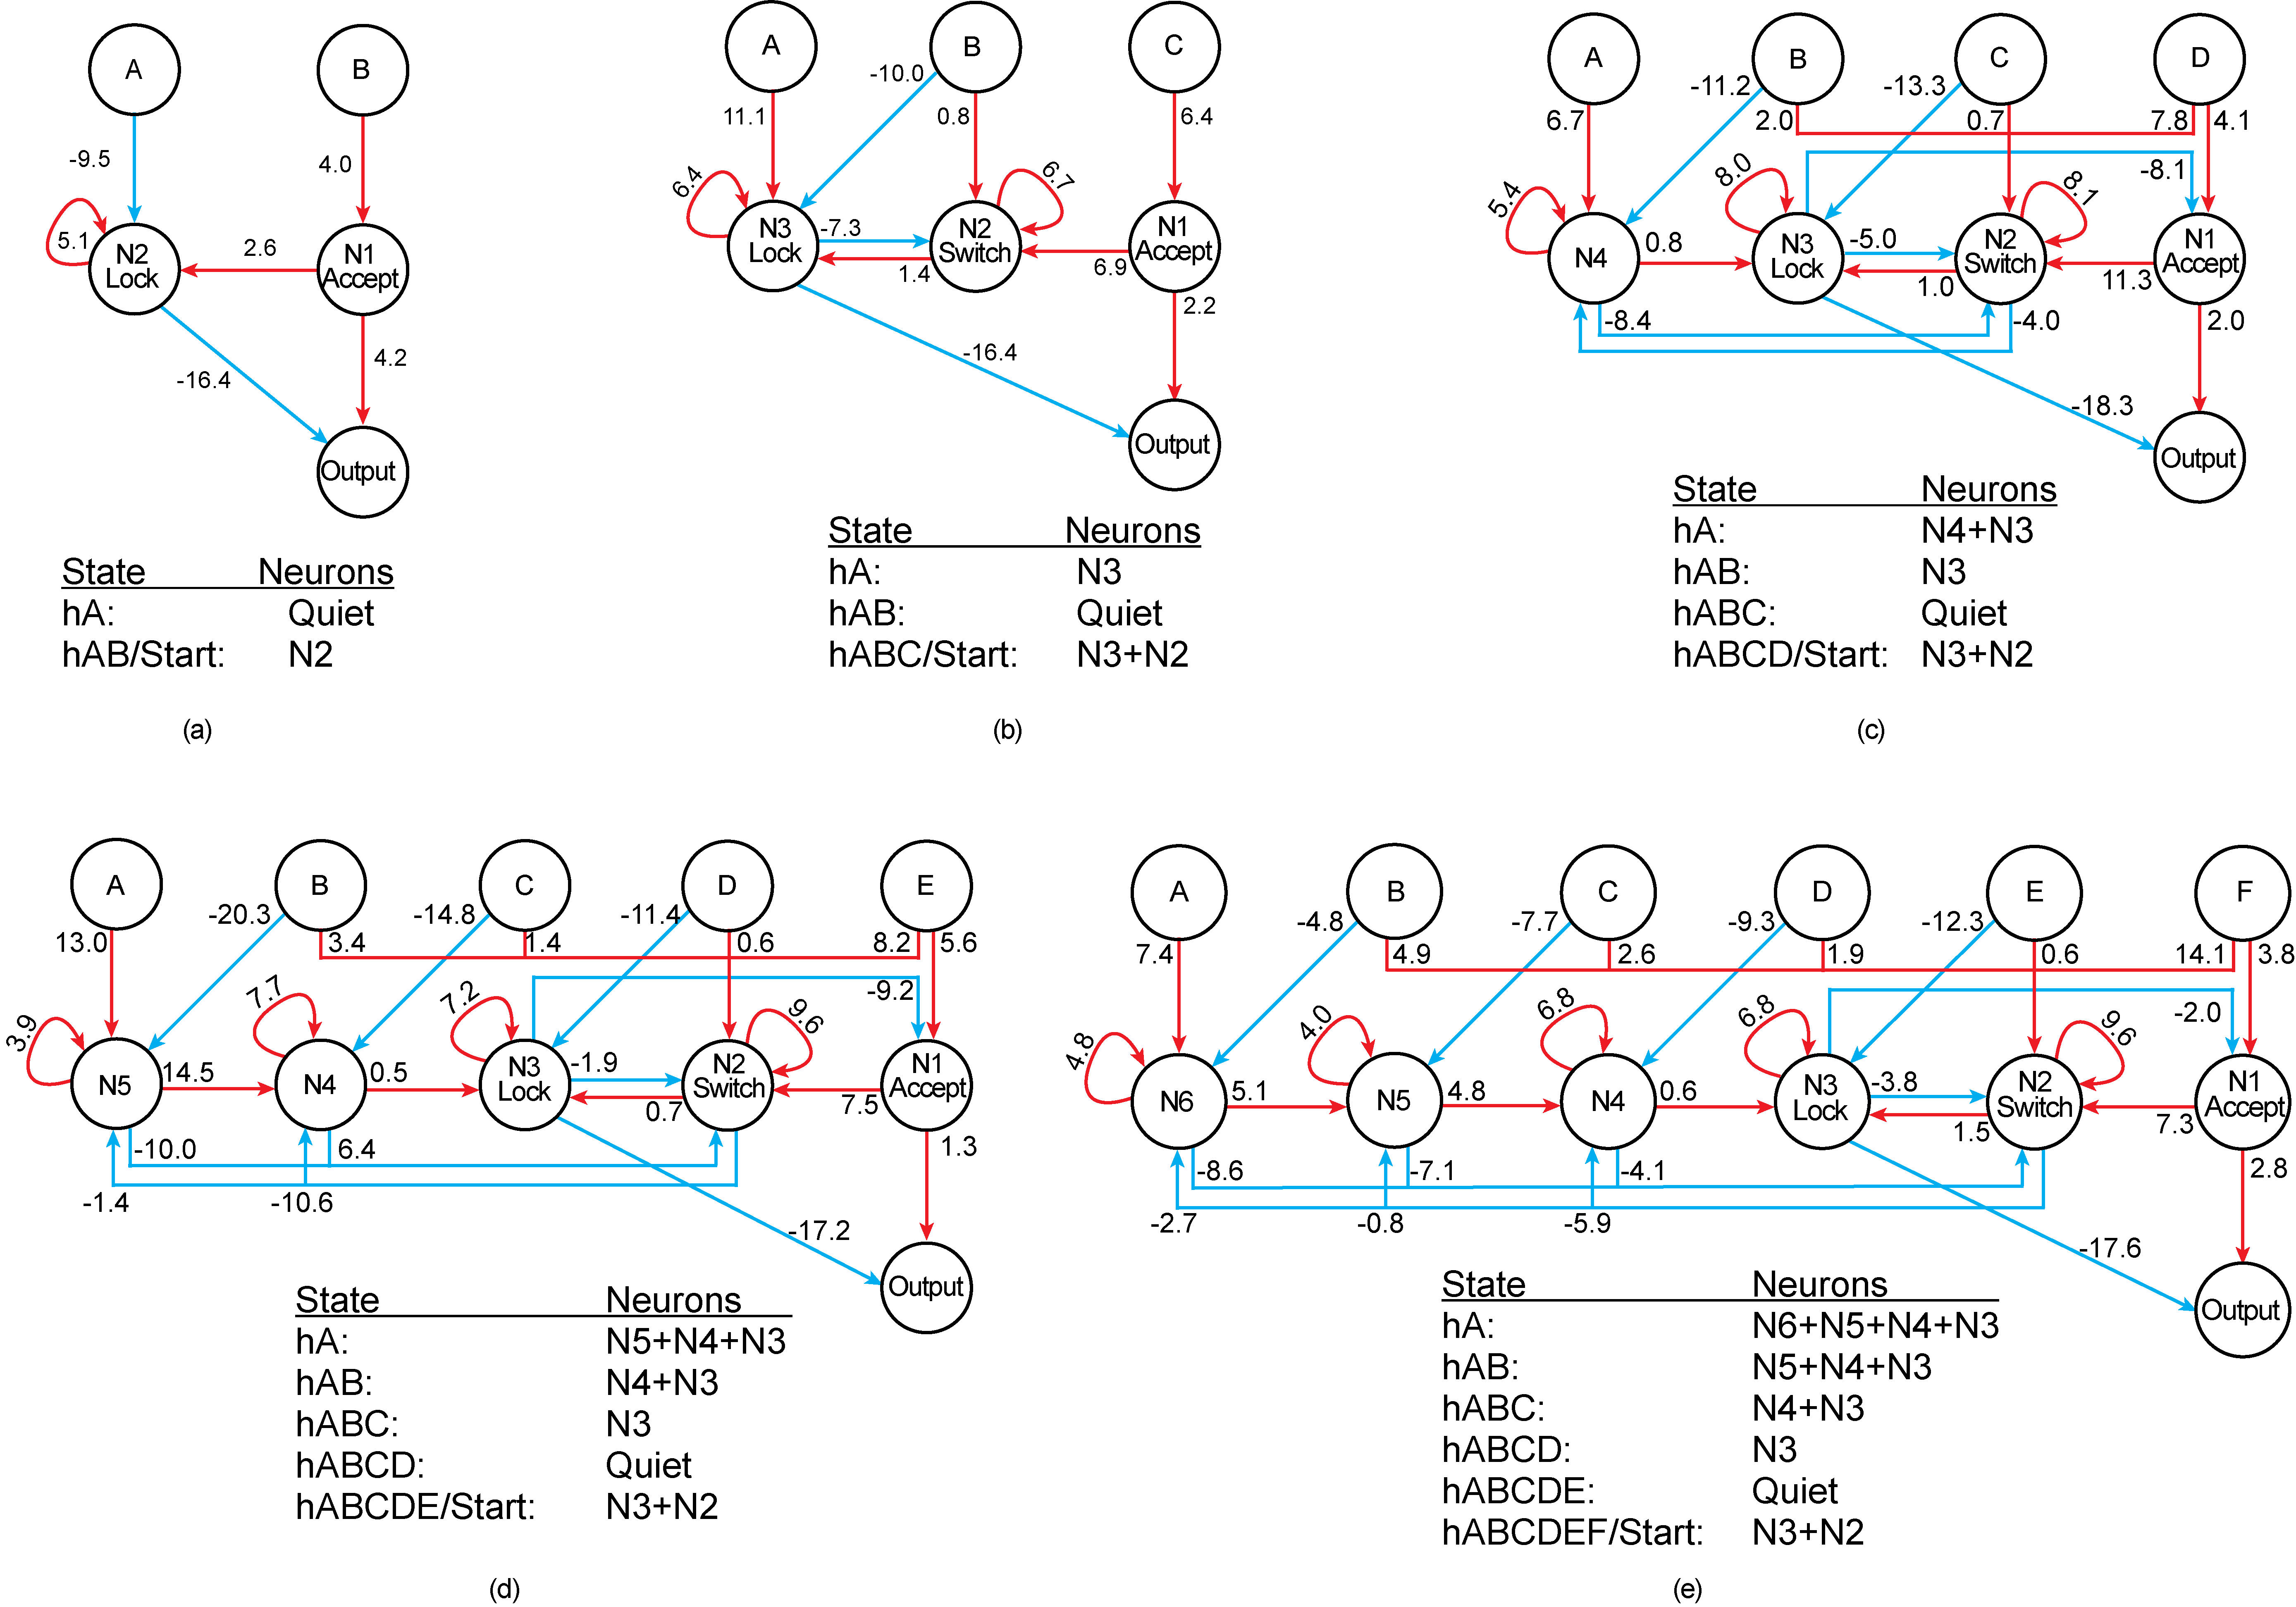 A
B
-9.5
4.0
5.1
N2
Lock
2.6
N1
Accept
-16.4
4.2
Output
State Neurons
hA: Quiet
hAB/Start: N2
(a)
A
B
C
-10.0
11.1
0.8
6.4
6.4
6.7
N3
Lock
-7.3
1.4
N2
Switch
6.9
N1
Accept
2.2
-16.4
Output
State Neurons
hA: N3
hAB: Quiet
hABC/Start: N3+N2
(b)
A
B
C
D
-11.2
-13.3
6.7
2.0
0.7
7.8
4.1
-8.1
5.4
8.0
8.1
N4
0.8
N3
Lock
-5.0
1.0
N2
Switch
11.3
N1
Accept
-8.4
-4.0
2.0
-18.3
Output
State Neurons
hA: N4+N3
hAB: N3
hABC: Quiet
hABCD/Start: N3+N2
(c)
A
B
C
D
E
-20.3
-14.8
-11.4
13.0
3.4
1.4
0.6
8.2
5.6
-9.2
3.9
7.7
7.2
9.6
N5
14.5
N4
0.5
N3
Lock
-1.9
0.7
N2
Switch
7.5
N1
Accept
-10.0
6.4
1.3
-1.4
-10.6
-17.2
Output
State Neurons
hA: N5+N4+N3
hAB: N4+N3
hABC: N3
hABCD: Quiet
hABCDE/Start: N3+N2
(d)
A
B
C
D
E
F
-4.8
-7.7
-9.3
-12.3
7.4
4.9
2.6
1.9
0.6
14.1
3.8
-2.0
4.8
4.0
6.8
6.8
9.6
N6
5.1
N5
4.8
N4
0.6
N3
Lock
-3.8
1.5
N2
Switch
7.3
N1
Accept
-8.6
-7.1
-4.1
2.8
-2.7
-0.8
-5.9
-17.6
Output
State Neurons
hA: N6+N5+N4+N3
hAB: N5+N4+N3
hABC: N4+N3
hABCD: N3
hABCDE: Quiet
hABCDEF/Start: N3+N2
(e)